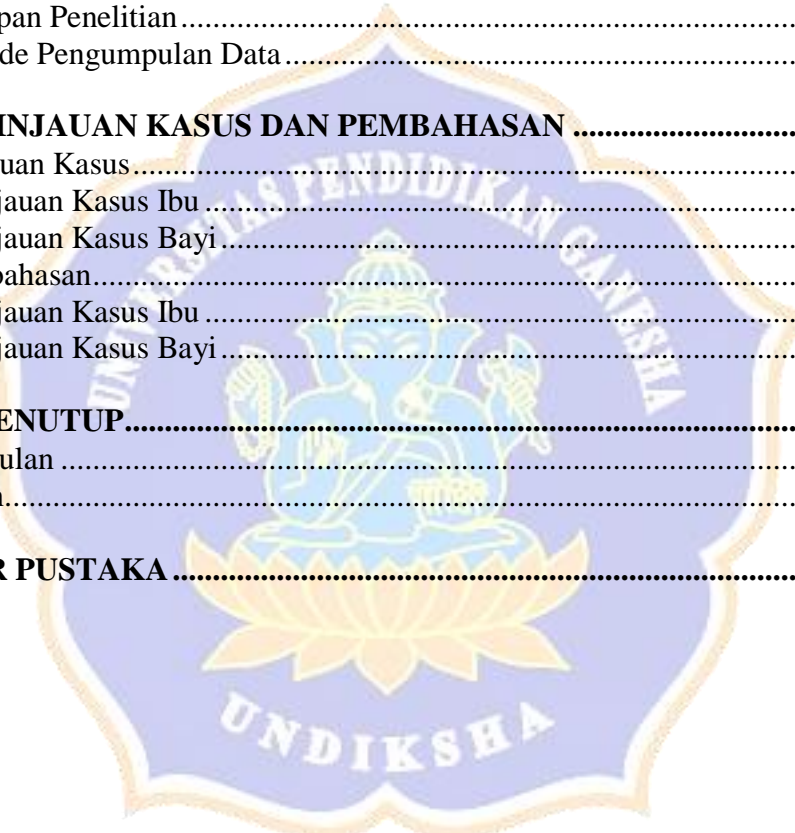 pan Penelitian........................................................................
de Pengumpulan Data........................................................
INJAUAN KASUS DAN PEMBAHASAN ............................
uan Kasus..............................................................................
jauan Kasus Ibu ....................................................................
jauan Kasus Bayi..................................................................
bahasan..................................................................................
jauan Kasus Ibu ....................................................................
jauan Kasus Bayi..................................................................
ENUTUP................................................................................
ulan ........................................................................................
n..............................................................................................
R PUSTAKA ..........................................................................
UNIVERSITAS PENDIDIKAN GANESHA
UNDIKSHA